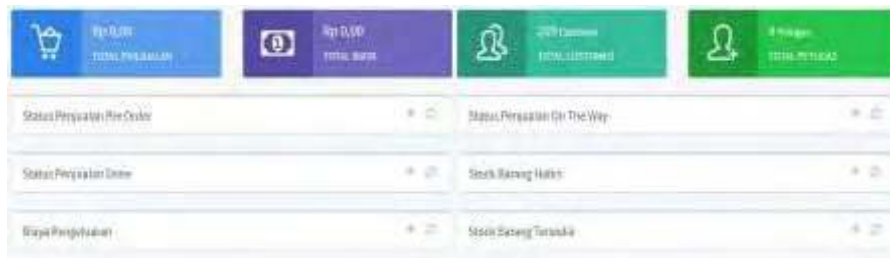 Rp 0,00
TOTAL PENJUALAN
Rp 0,00
TOTAL BIAYA
Customer
TOTAL CUSTOMER
Petugas
TOTAL PETUGAS
Status Penjualan Pre Order
Status Penjualan On The Way
Status Penjualan Done
Stock Barang Habis
Biaya Pengeluaran
Stock Barang Tersedia